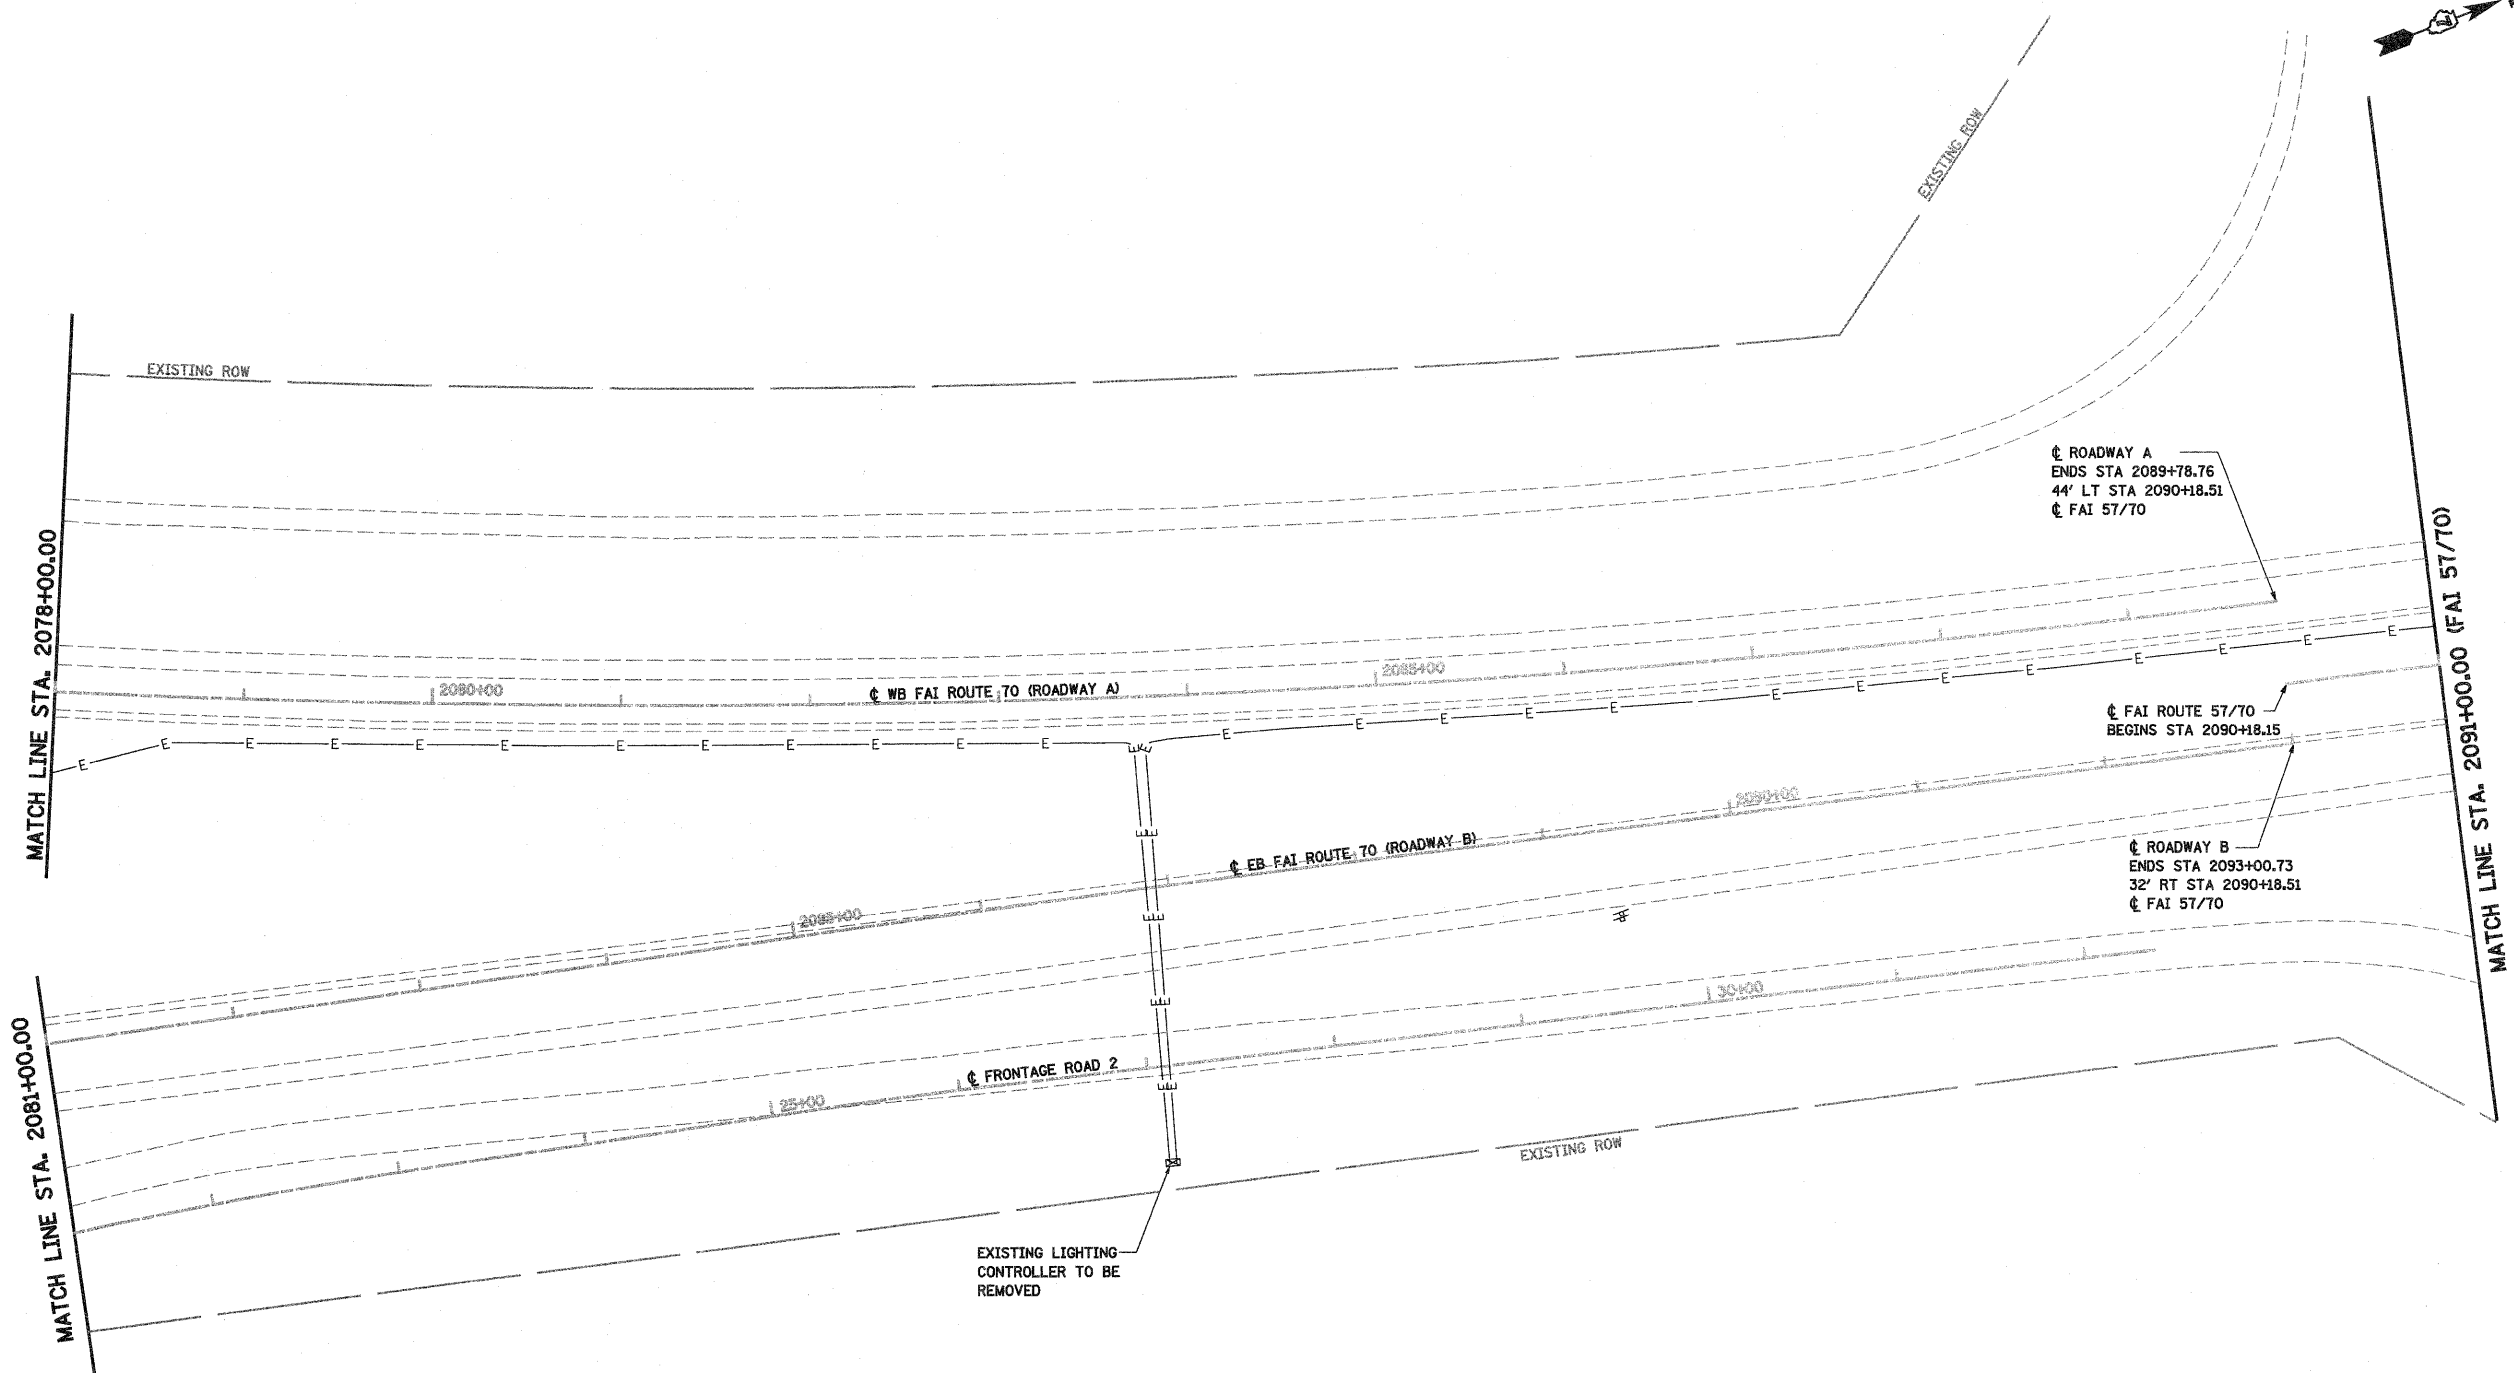 EXISTING ROW
EXISTING ROW
MATCH LINE STA. 2078+00.00
℄ ROADWAY A
ENDS STA 2089+78.76
44' LT STA 2090+18.51
℄ FAI 57/70
2080+00
℄ WB FAI ROUTE 70 (ROADWAY A)
2085+00
E E E E E E E E E E E E
E E E E E E E E E E E E E
℄ FAI ROUTE 57/70
BEGINS STA 2090+18.15
MATCH LINE STA. 2091+00.00 (FAI 57/70)
2090+00
℄ EB FAI ROUTE 70 (ROADWAY B)
2085+00
℄ ROADWAY B
ENDS STA 2093+00.73
32' RT STA 2090+18.51
℄ FAI 57/70
30+00
℄ FRONTAGE ROAD 2
25+00
MATCH LINE STA. 2081+00.00
EXISTING ROW
EXISTING LIGHTING
CONTROLLER TO BE
REMOVED